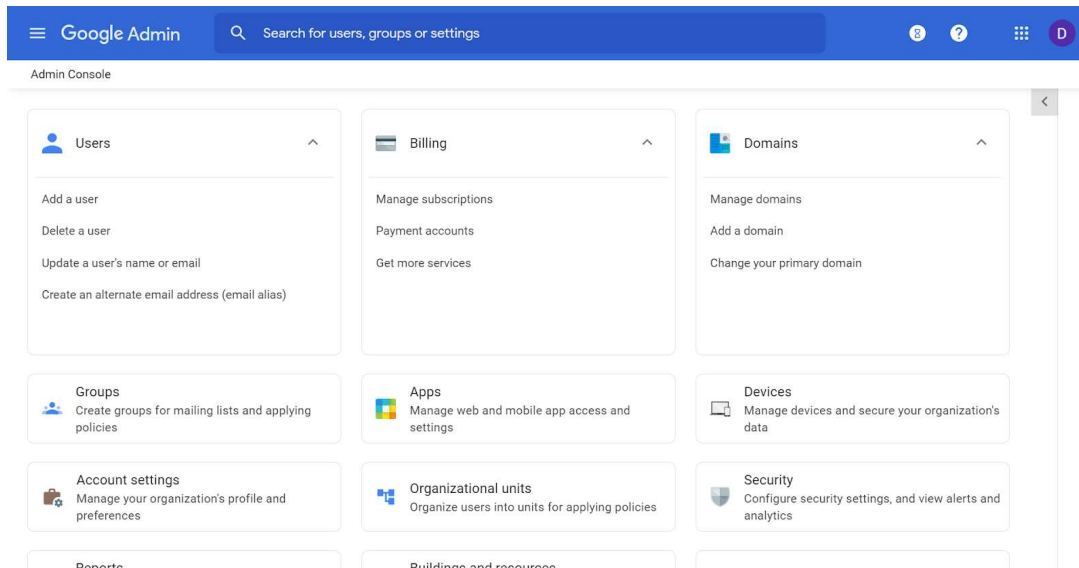 Google Admin
Search for users, groups or settings
D
Admin Console
Users
Add a user
Delete a user
Update a user's name or email
Create an alternate email address (email alias)
Billing
Manage subscriptions
Payment accounts
Get more services
Domains
Manage domains
Add a domain
Change your primary domain
Groups
Create groups for mailing lists and applying
policies
Apps
Manage web and mobile app access and
settings
Devices
Manage devices and secure your organization's
data
Account settings
Manage your organization's profile and
preferences
Organizational units
Organize users into units for applying policies
Security
Configure security settings, and view alerts and
analytics
Reports
Buildings and resources